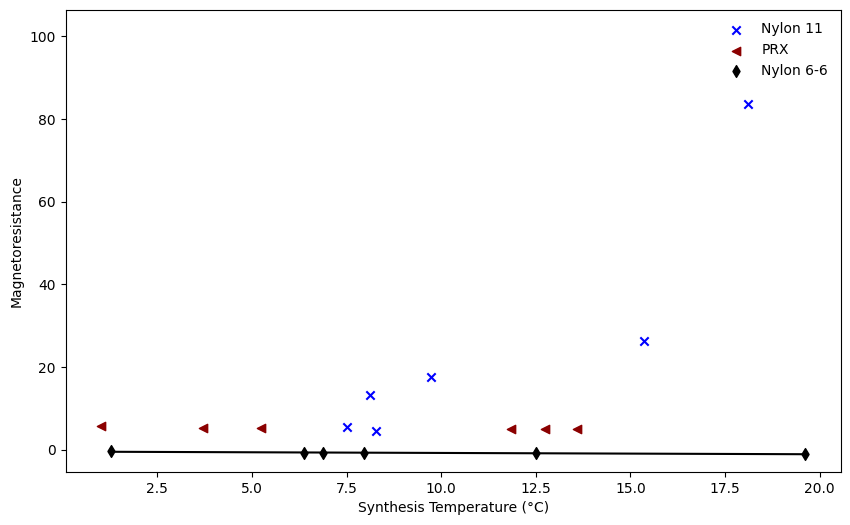 100
80
60
40
20
0
Magnetoresistance
Nylon 11
PRX
Nylon 6-6
2.5 5.0 7.5 10.0 12.5 15.0 17.5 20.0
Synthesis Temperature (°C)